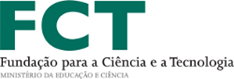 FCT
Fundação para a Ciência e a Tecnologia
MINISTÉRIO DA EDUCAÇÃO E CIÊNCIA